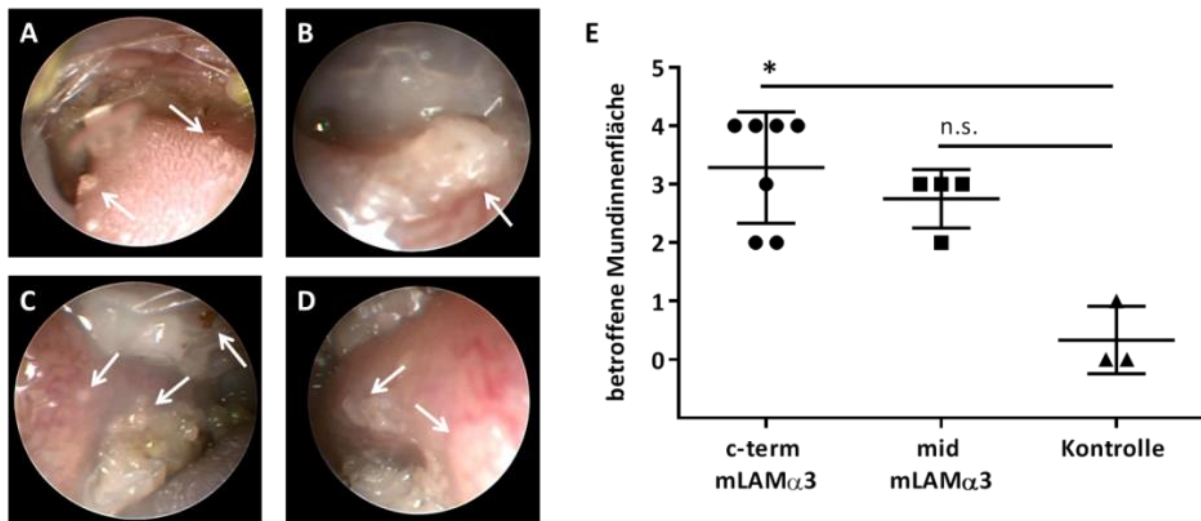 A
B
C
D
E
betroffene Mundinnenfläche
5
4
3
2
1
0
*
n.s.
c-term
mLAMα3
mid
mLAMα3
Kontrolle